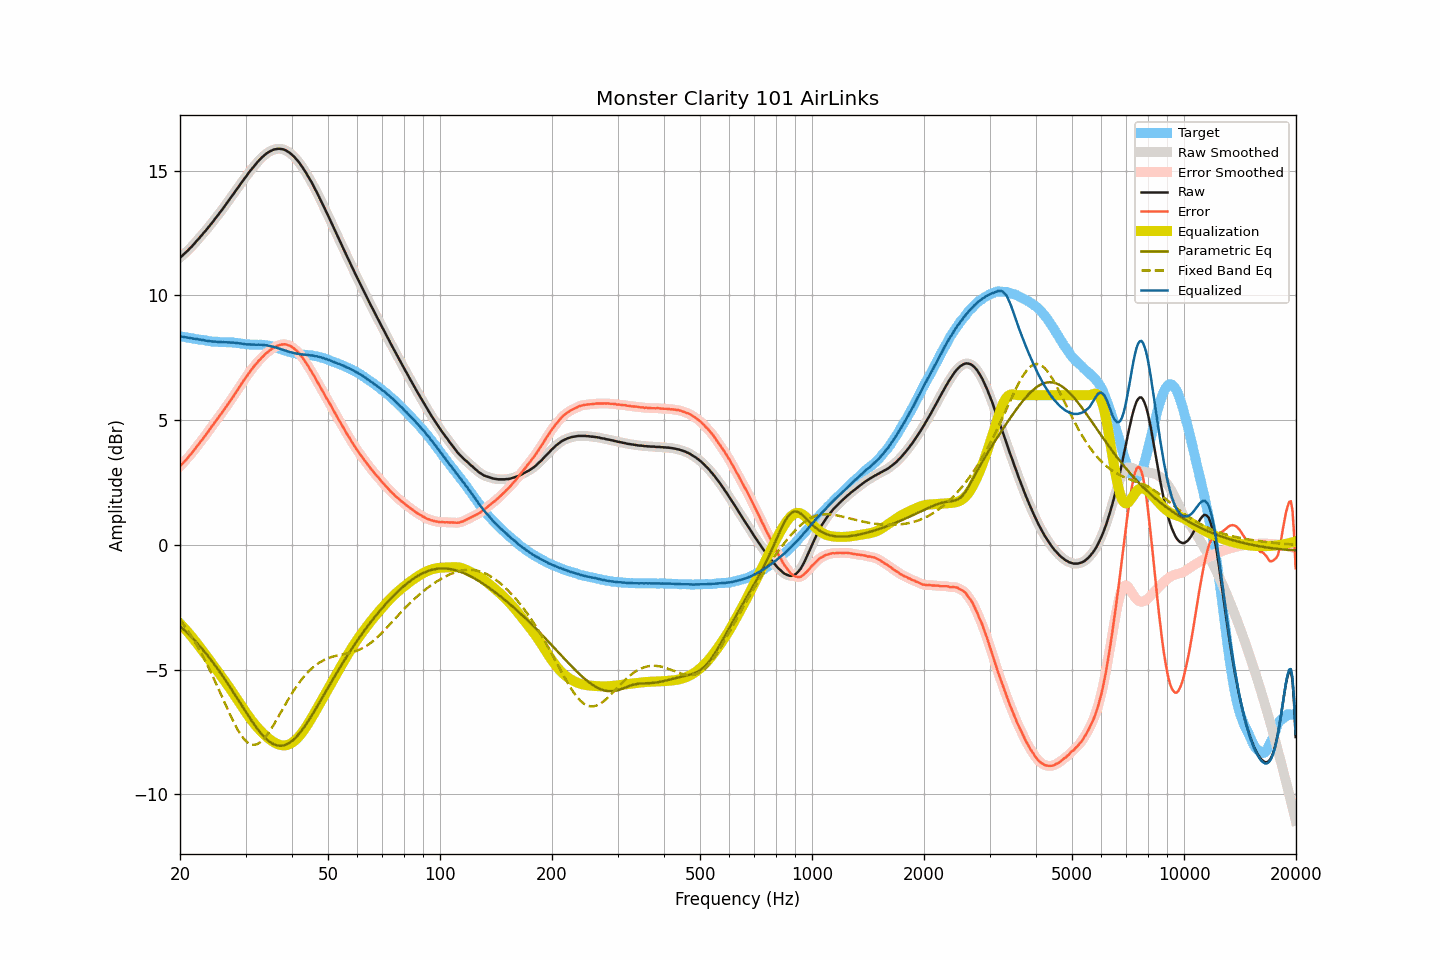 Monster Clarity 101 AirLinks
Target
Raw Smoothed
Error Smoothed
Raw
Error
Equalization
Parametric Eq
Fixed Band Eq
Equalized
Amplitude (dBr)
15
10
5
0
−5
−10
20 50 100 200 500 1000 2000 5000 10000 20000
Frequency (Hz)